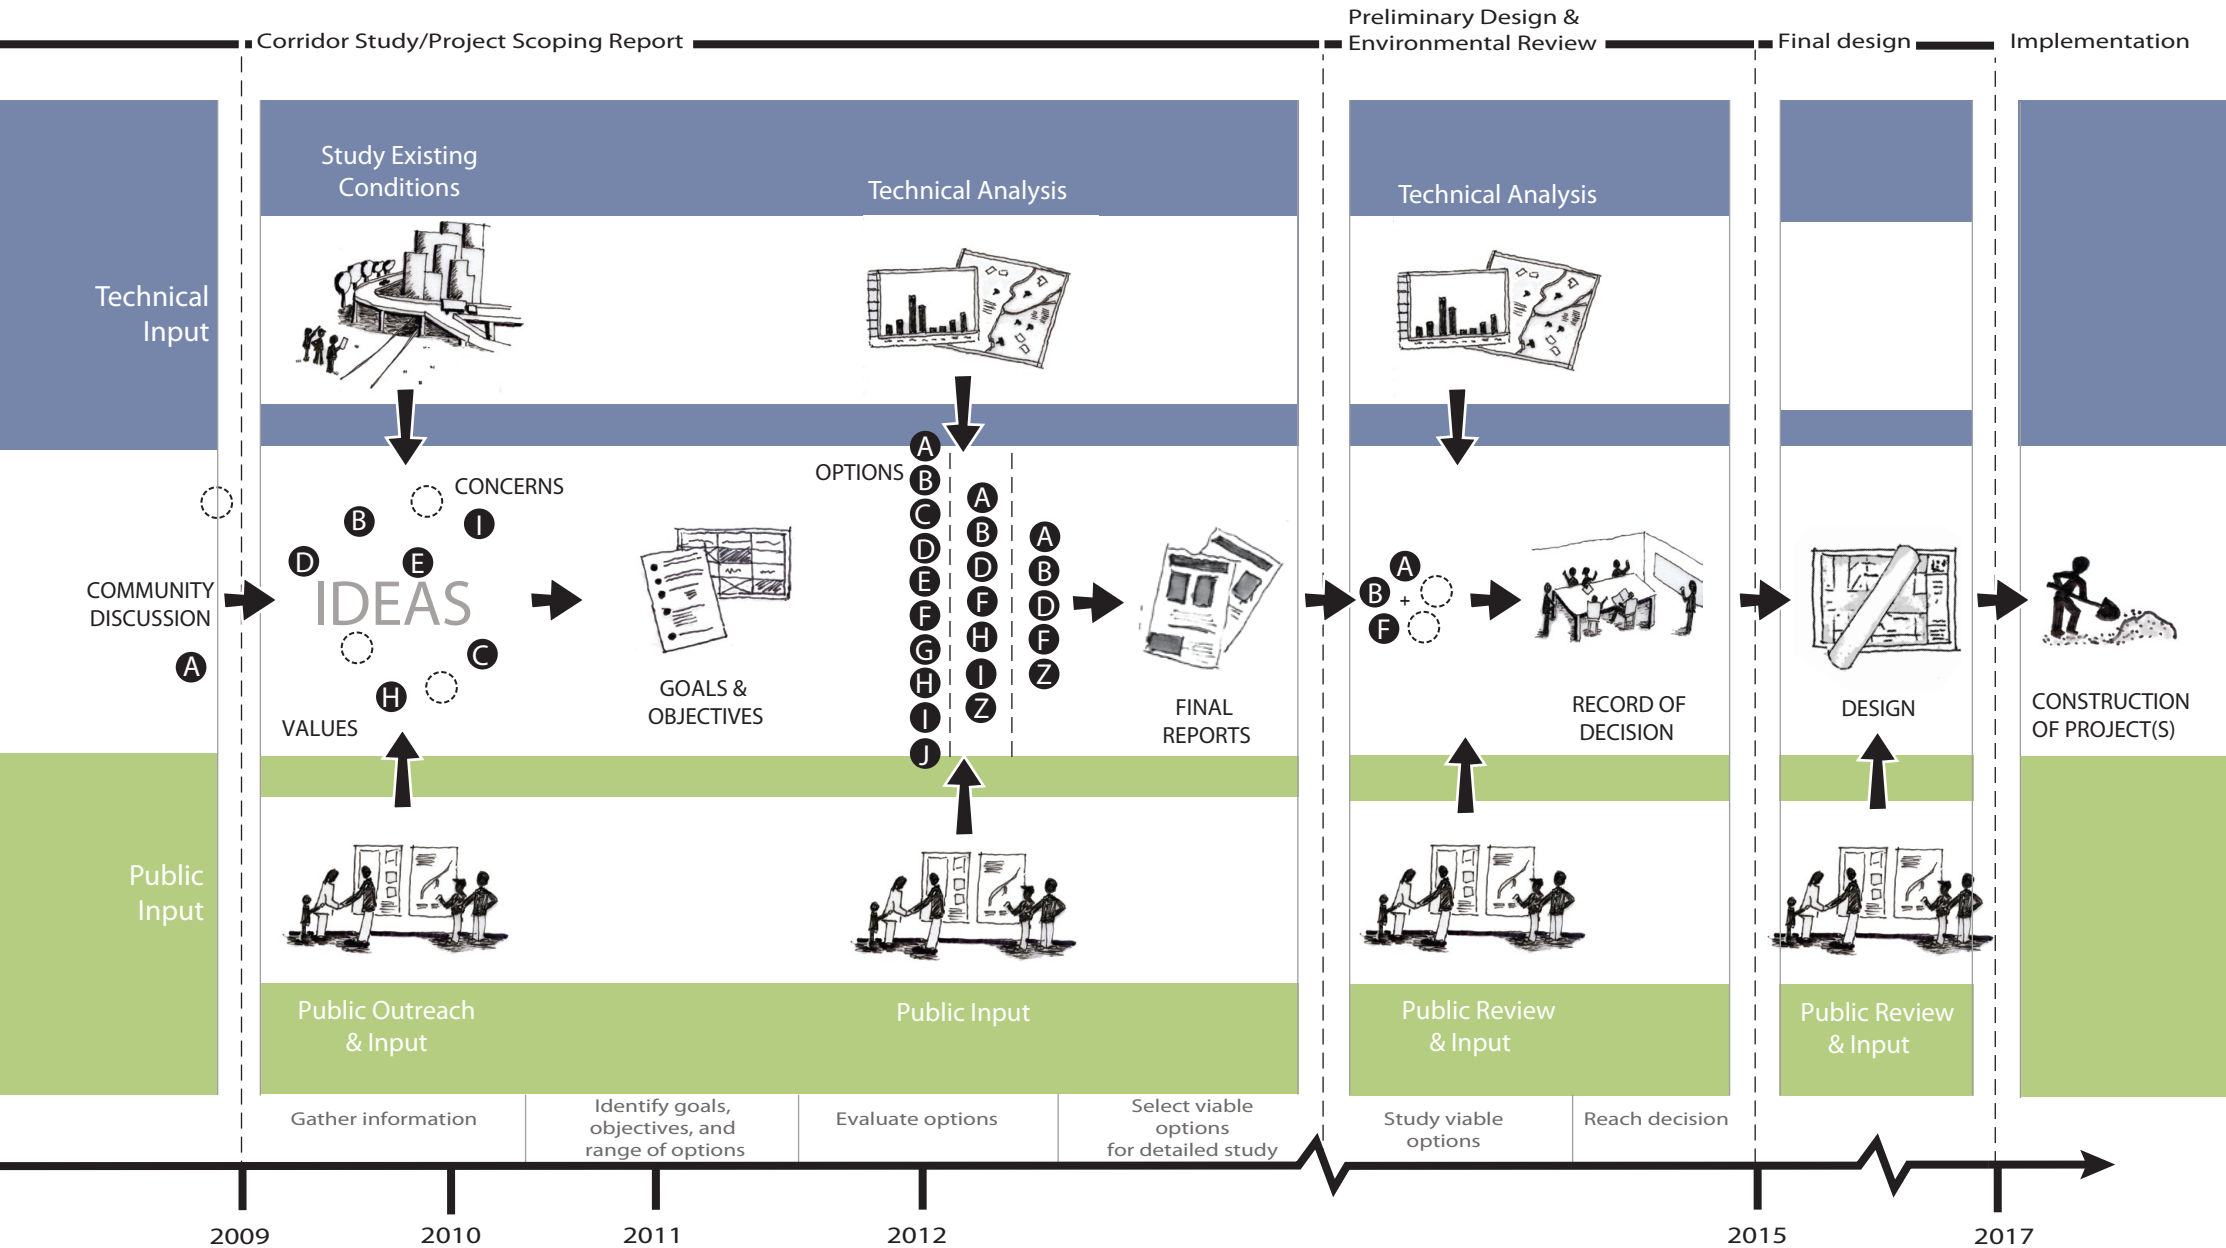 Corridor Study/Project Scoping Report
Preliminary Design &
Environmental Review
Final design
Implementation
Study Existing
Conditions
Technical Analysis
Technical Analysis
Technical
Input
COMMUNITY
DISCUSSION
A
CONCERNS
B
I
D
E
IDEAS
C
H
VALUES
GOALS &
OBJECTIVES
OPTIONS
A
B
C
D
E
F
G
H
I
J
A
B
D
F
H
I
Z
A
B
D
F
Z
FINAL
REPORTS
A
B
+
F
RECORD OF
DECISION
DESIGN
CONSTRUCTION
OF PROJECT(S)
Public
Input
Public Outreach
& Input
Public Input
Public Review
& Input
Public Review
& Input
Gather information
Identify goals,
objectives, and
range of options
Evaluate options
Select viable
options
for detailed study
Study viable
options
Reach decision
2009
2010
2011
2012
2015
2017